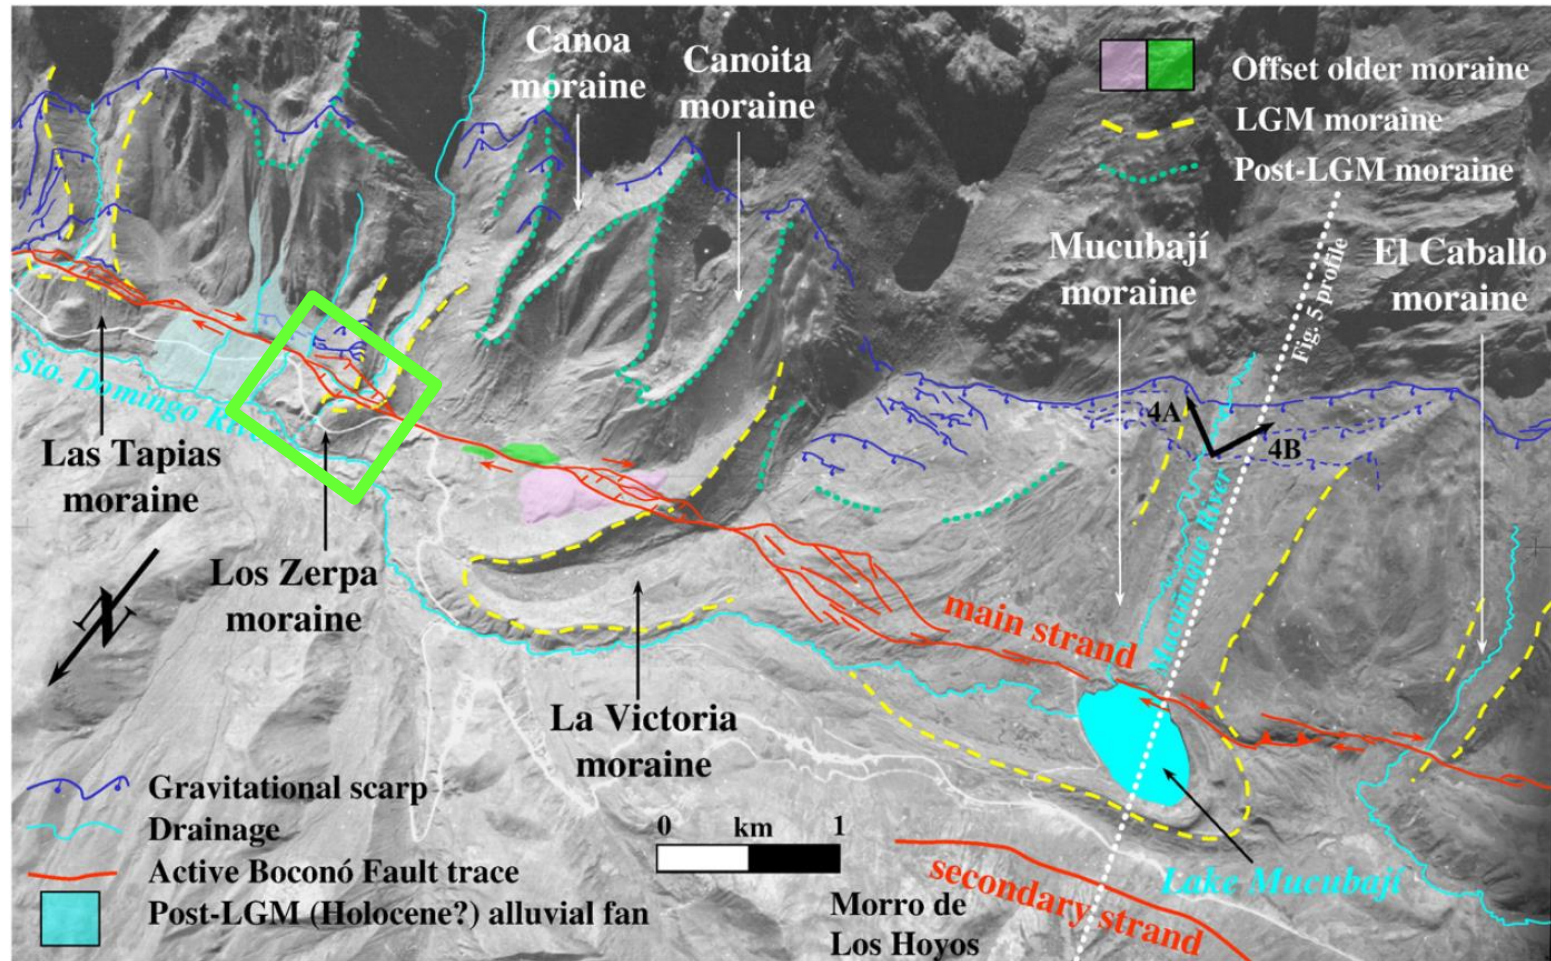 Canoa
moraine
Canoita
moraine
Offset older moraine
LGM moraine
Post-LGM moraine
Mucubají
moraine
Fig. 5 profile
El Caballo
moraine
Sto. Domingo River
4A
4B
Las Tapias
moraine
Los Zerpa
moraine
N
Mucunuque River
main strand
La Victoria
moraine
Gravitational scarp
Drainage
Active Boconó Fault trace
Post-LGM (Holocene?) alluvial fan
0 km 1
Morro de
Los Hoyos
secondary strand
Lake Mucubají